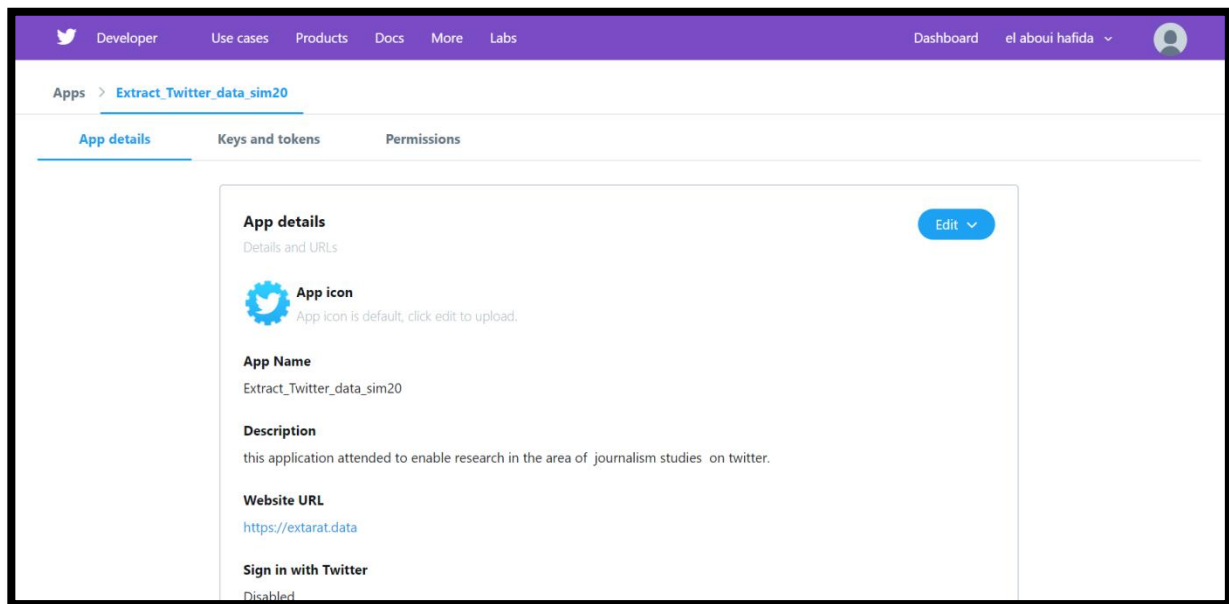 Developer Use cases Products Docs More Labs Dashboard el aboui hafida
Apps > Extract_Twitter_data_sim20
App details Keys and tokens Permissions
App details
Edit
Details and URLs
App icon
App icon is default, click edit to upload.
App Name
Extract_Twitter_data_sim20
Description
this application attended to enable research in the area of journalism studies on twitter.
Website URL
https://extarat.data
Sign in with Twitter
Disabled